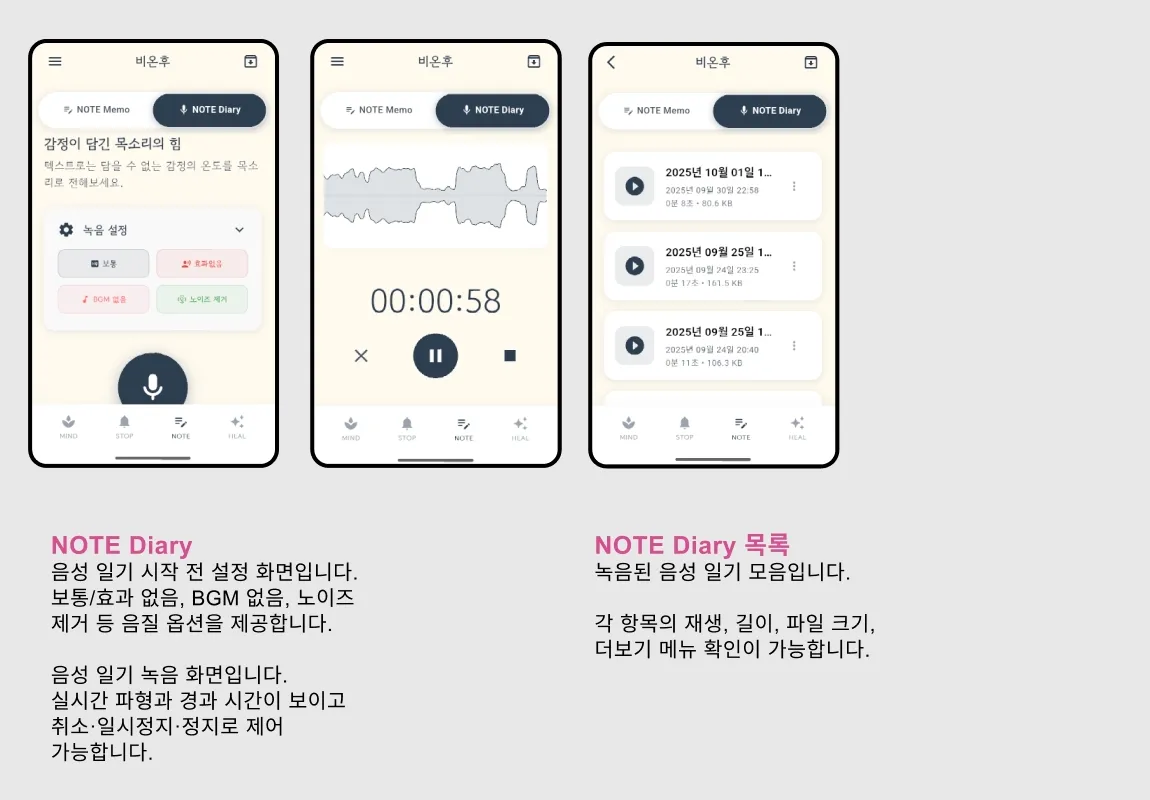 비온후
NOTE Memo
NOTE Diary
감정이 담긴 목소리의 힘
텍스트로는 담을 수 없는 감정의 온도를 목소
리로 전해보세요.
녹음 설정
보통
효과없음
BGM 없음
노이즈 제거
MIND
STOP
NOTE
HEAL
비온후
NOTE Memo
NOTE Diary
00:00:58
MIND
STOP
NOTE
HEAL
비온후
NOTE Memo
NOTE Diary
2025년 10월 01일 1...
2025년 09월 30일 22:58
0분 8초 • 80.6 KB
2025년 09월 25일 1...
2025년 09월 24일 23:25
0분 17초 • 161.5 KB
2025년 09월 25일 1...
2025년 09월 24일 20:40
0분 11초 • 106.3 KB
MIND
STOP
NOTE
HEAL
NOTE Diary
음성 일기 시작 전 설정 화면입니다.
보통/효과 없음, BGM 없음, 노이즈
제거 등 음질 옵션을 제공합니다.
음성 일기 녹음 화면입니다.
실시간 파형과 경과 시간이 보이고
취소·일시정지·정지로 제어
가능합니다.
NOTE Diary 목록
녹음된 음성 일기 모음입니다.
각 항목의 재생, 길이, 파일 크기,
더보기 메뉴 확인이 가능합니다.